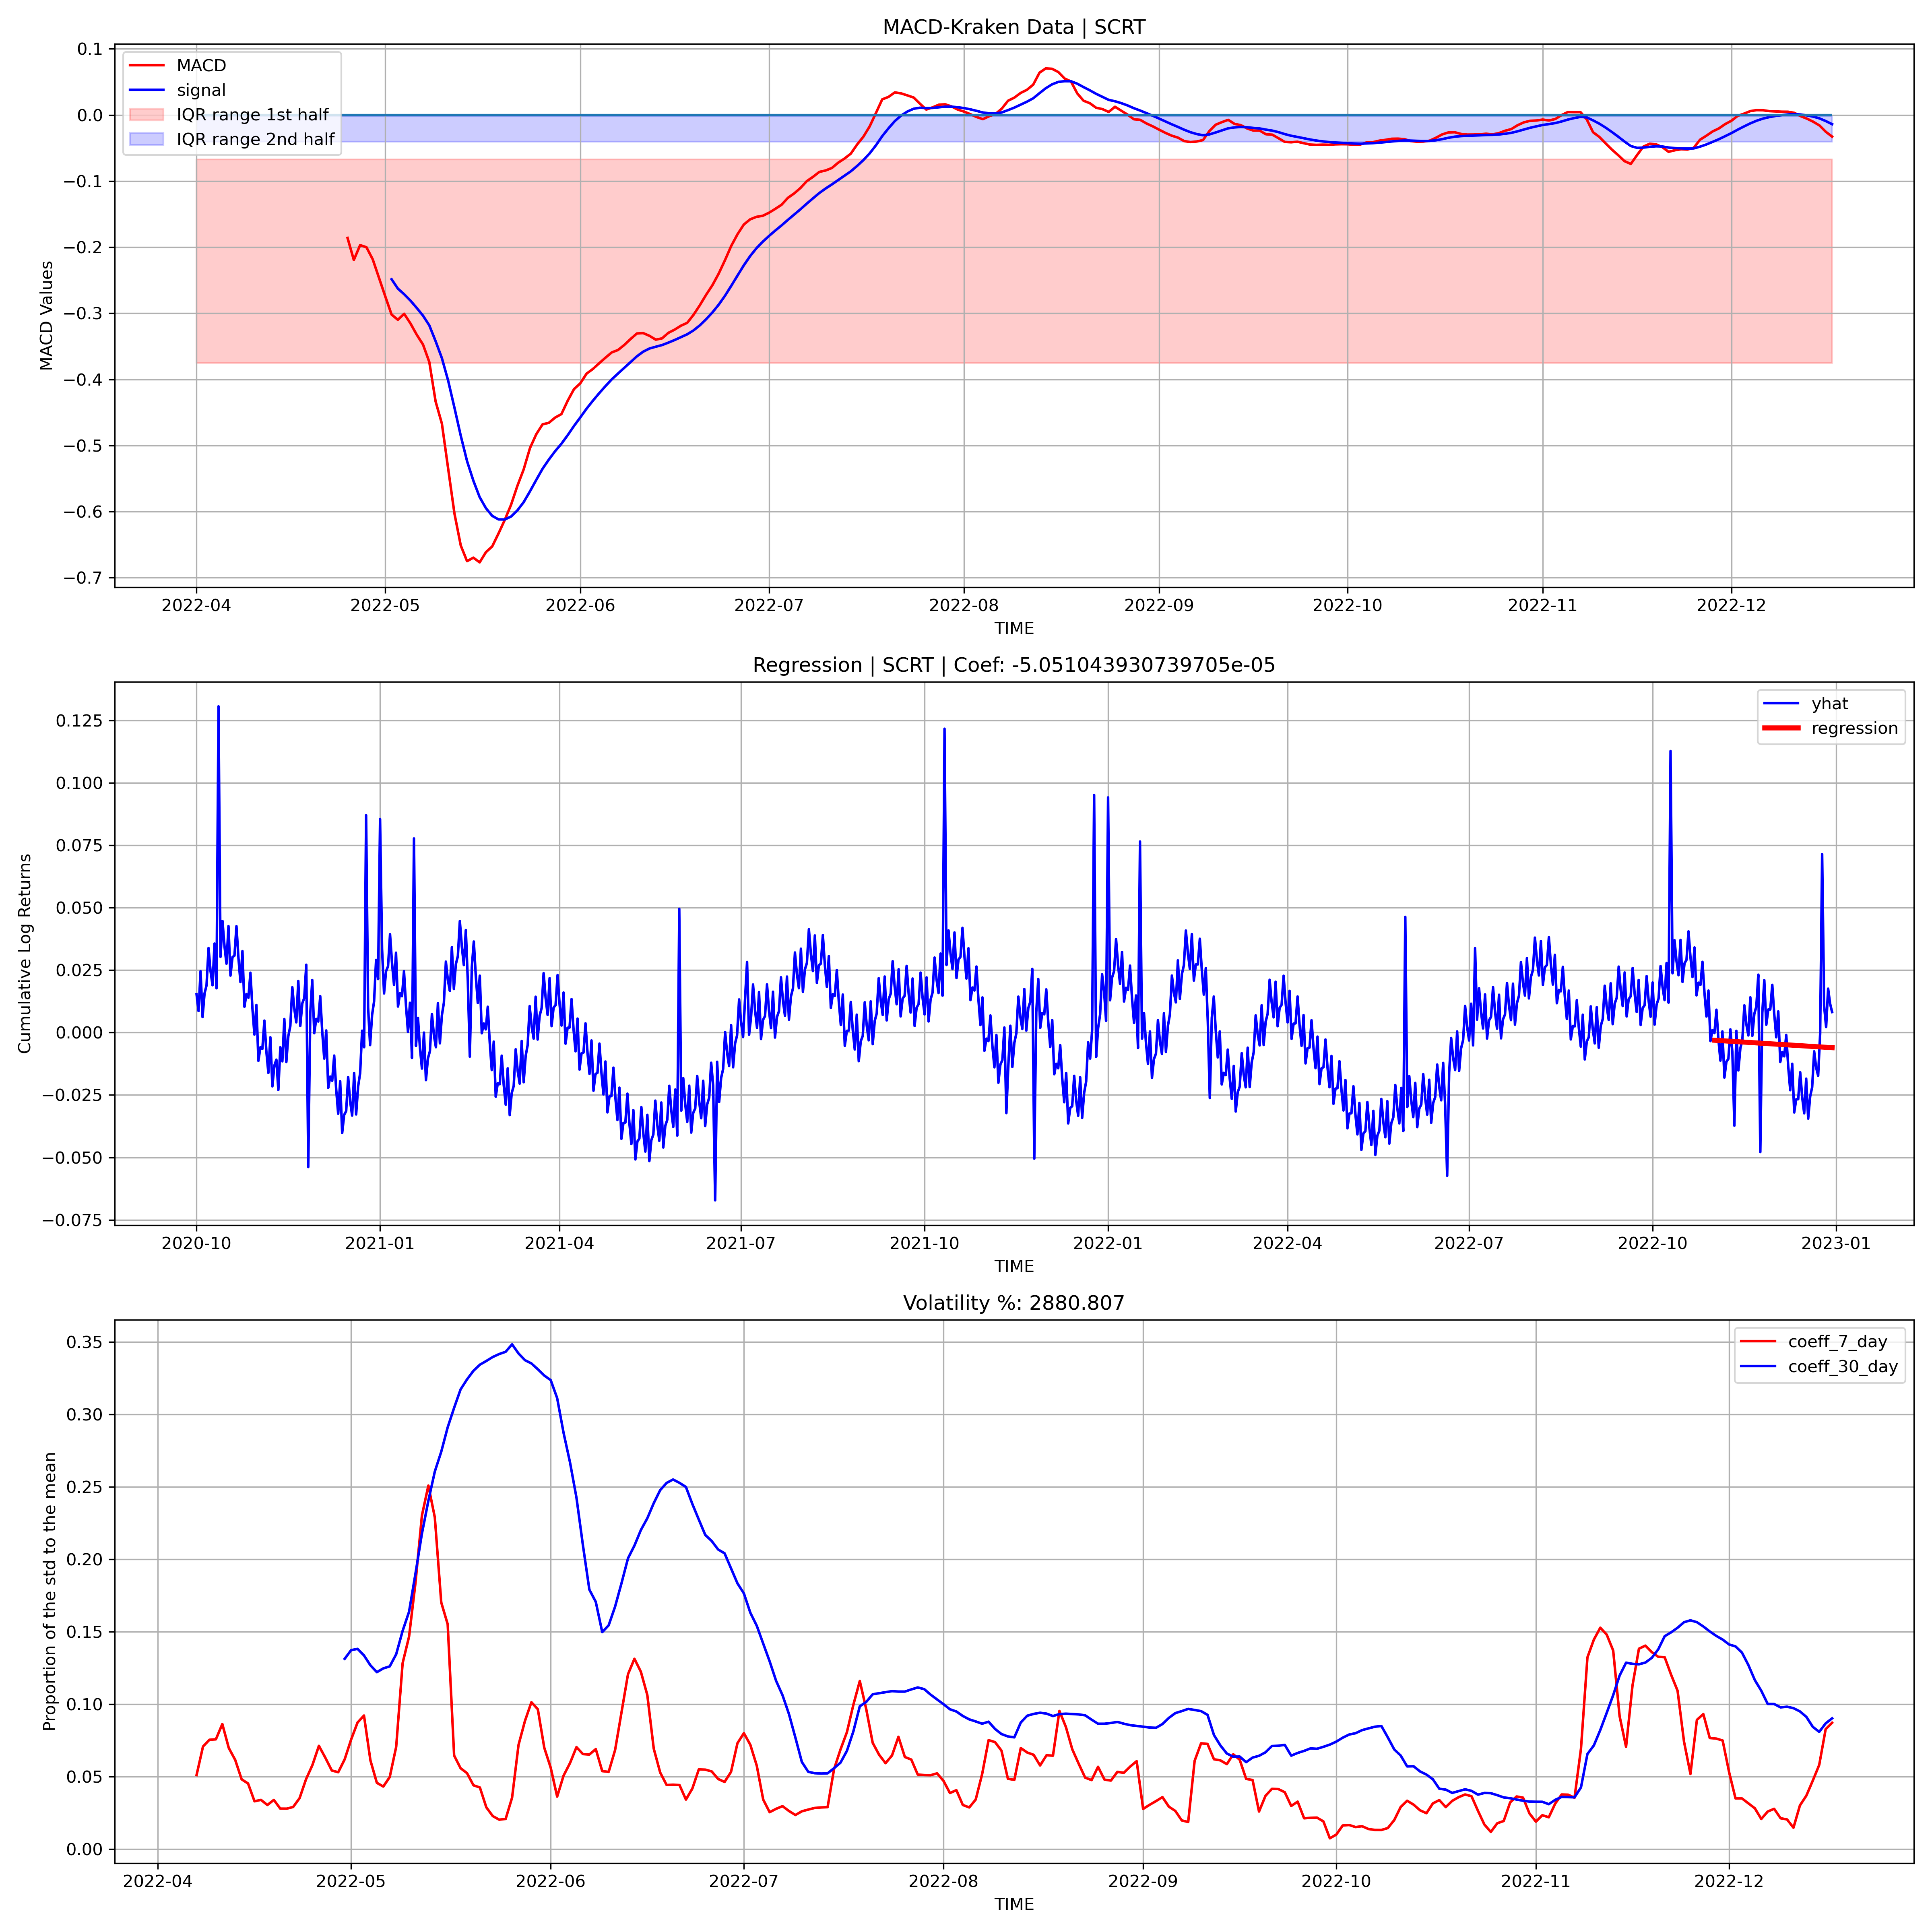 MACD-Kraken Data | SCRT
MACD
signal
IQR range 1st half
IQR range 2nd half
MACD Values
0.1
0.0
−0.1
−0.2
−0.3
−0.4
−0.5
−0.6
−0.7
2022-04 2022-05 2022-06 2022-07 2022-08 2022-09 2022-10 2022-11 2022-12
TIME
Regression | SCRT | Coef: -5.051043930739705e-05
yhat
regression
Cumulative Log Returns
0.125
0.100
0.075
0.050
0.025
0.000
−0.025
−0.050
−0.075
2020-10 2021-01 2021-04 2021-07 2021-10 2022-01 2022-04 2022-07 2022-10 2023-01
TIME
Volatility %: 2880.807
coeff_7_day
coeff_30_day
Proportion of the std to the mean
0.35
0.30
0.25
0.20
0.15
0.10
0.05
0.00
2022-04 2022-05 2022-06 2022-07 2022-08 2022-09 2022-10 2022-11 2022-12
TIME